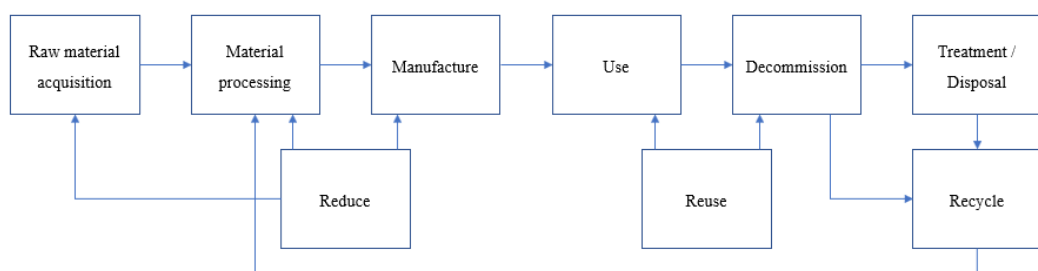 Raw material
acquisition
Material
processing
Manufacture
Use
Decommission
Treatment /
Disposal
Reduce
Reuse
Recycle